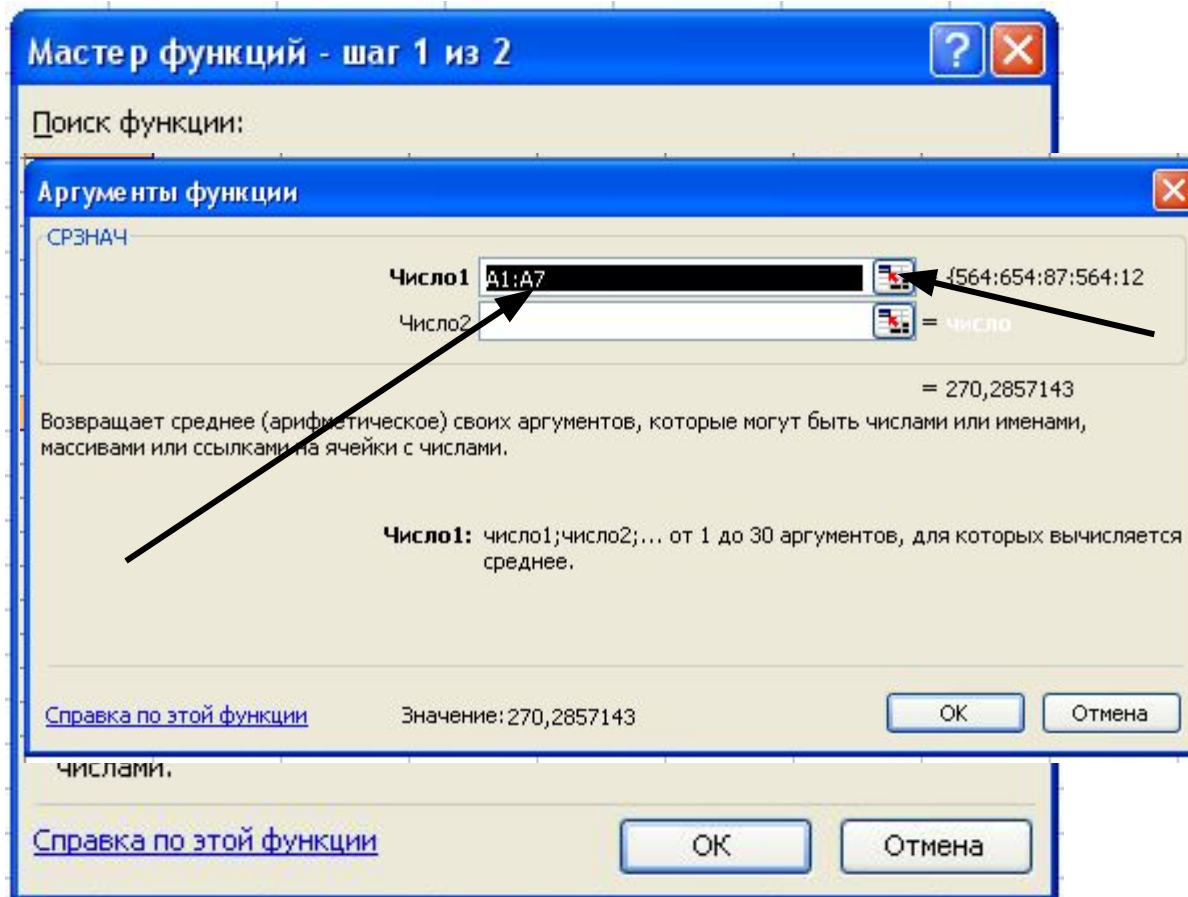 Мастер функций - шаг 1 из 2
Поиск функции:
Аргументы функции
СРЗНАЧ
Число1 A1:A7 {564:654:87:564:12
Число2 = число
= 270,2857143
Возвращает среднее (арифметическое) своих аргументов, которые могут быть числами или именами,
массивами или ссылками на ячейки с числами.
Число1: число1;число2;... от 1 до 30 аргументов, для которых вычисляется
среднее.
Справка по этой функции Значение:270,2857143 ОК Отмена
числами.
Справка по этой функции ОК Отмена